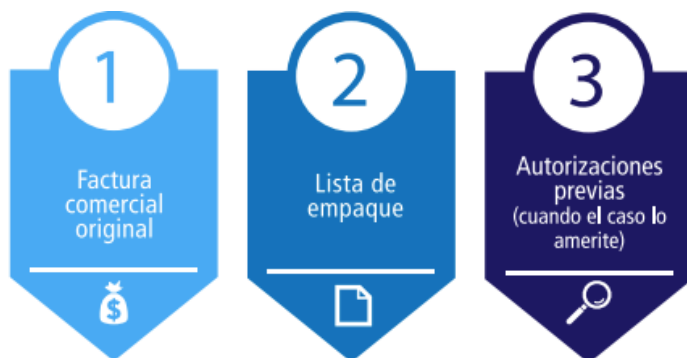 1
Factura
comercial
original
$
2
Lista de
empaque
3
Autorizaciones
previas
(cuando el caso lo
amerite)